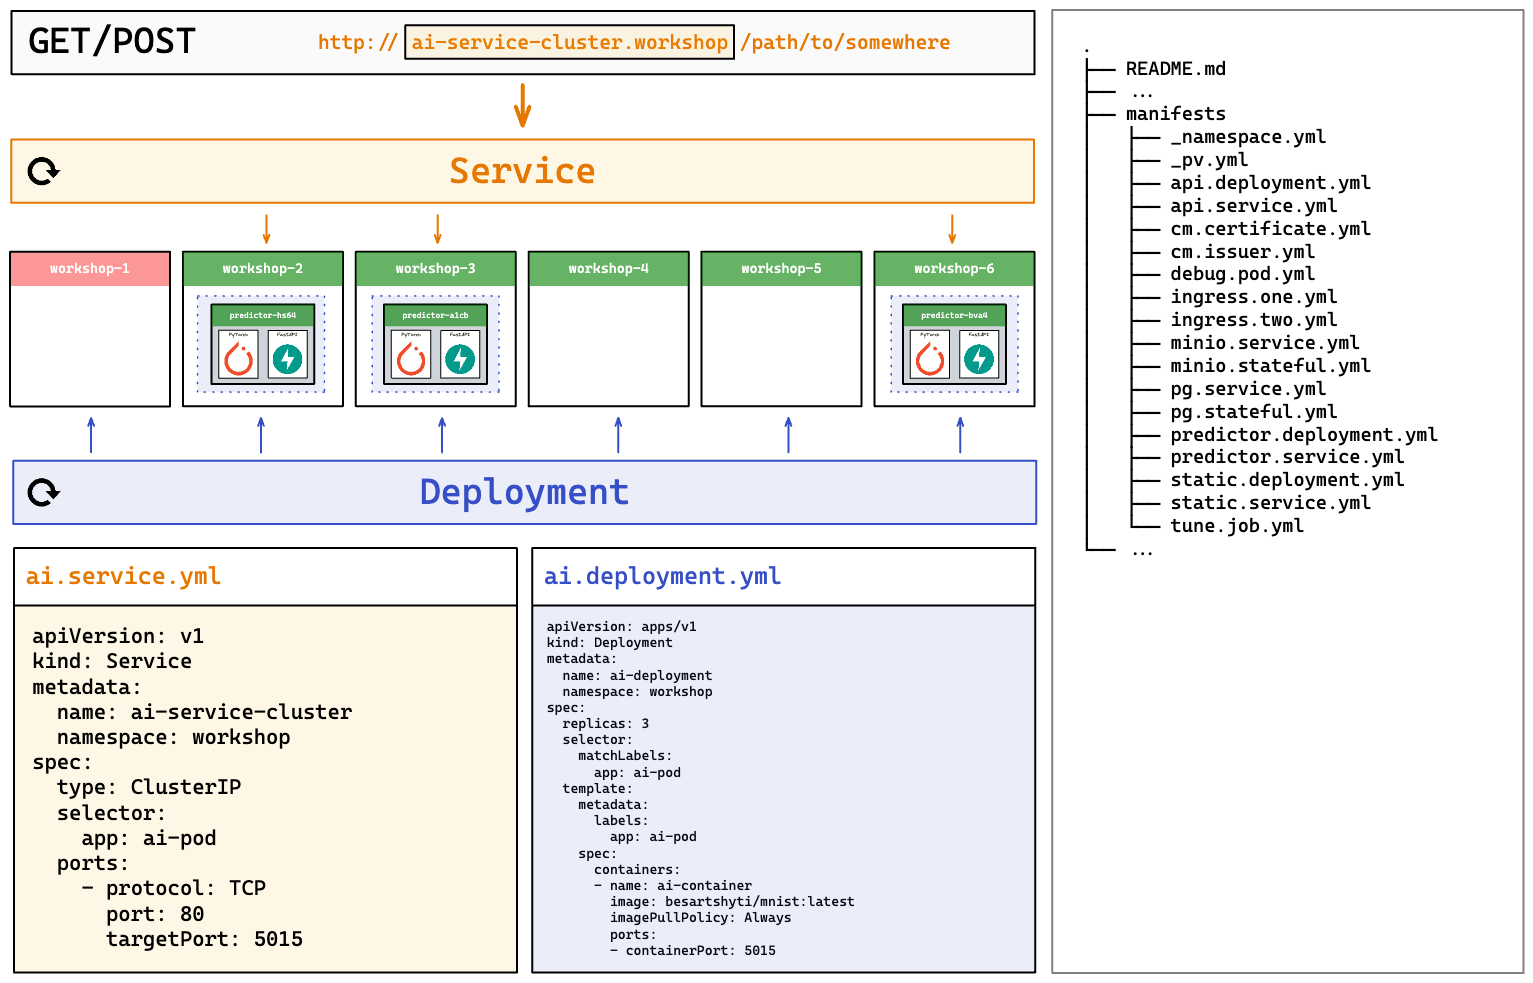 GET/POST
http:// ai-service-cluster.workshop /path/to/somewhere
Service
workshop-1 workshop-2 workshop-3 workshop-4 workshop-5 workshop-6
predictor-hs64 predictor-a1cb predictor-bva4
PyTorch FastAPI PyTorch FastAPI PyTorch FastAPI
Deployment
ai.service.yml
apiVersion: v1
kind: Service
metadata:
  name: ai-service-cluster
  namespace: workshop
spec:
  type: ClusterIP
  selector:
    app: ai-pod
  ports:
    - protocol: TCP
      port: 80
      targetPort: 5015
ai.deployment.yml
apiVersion: apps/v1
kind: Deployment
metadata:
  name: ai-deployment
  namespace: workshop
spec:
  replicas: 3
  selector:
    matchLabels:
      app: ai-pod
  template:
    metadata:
      labels:
        app: ai-pod
    spec:
      containers:
      - name: ai-container
        image: besartshyti/mnist:latest
        imagePullPolicy: Always
        ports:
        - containerPort: 5015
.
├── README.md
├── ...
├── manifests
│   ├── _namespace.yml
│   ├── _pv.yml
│   ├── api.deployment.yml
│   ├── api.service.yml
│   ├── cm.certificate.yml
│   ├── cm.issuer.yml
│   ├── debug.pod.yml
│   ├── ingress.one.yml
│   ├── ingress.two.yml
│   ├── minio.service.yml
│   ├── minio.stateful.yml
│   ├── pg.service.yml
│   ├── pg.stateful.yml
│   ├── predictor.deployment.yml
│   ├── predictor.service.yml
│   ├── static.deployment.yml
│   ├── static.service.yml
│   └── tune.job.yml
└── ...